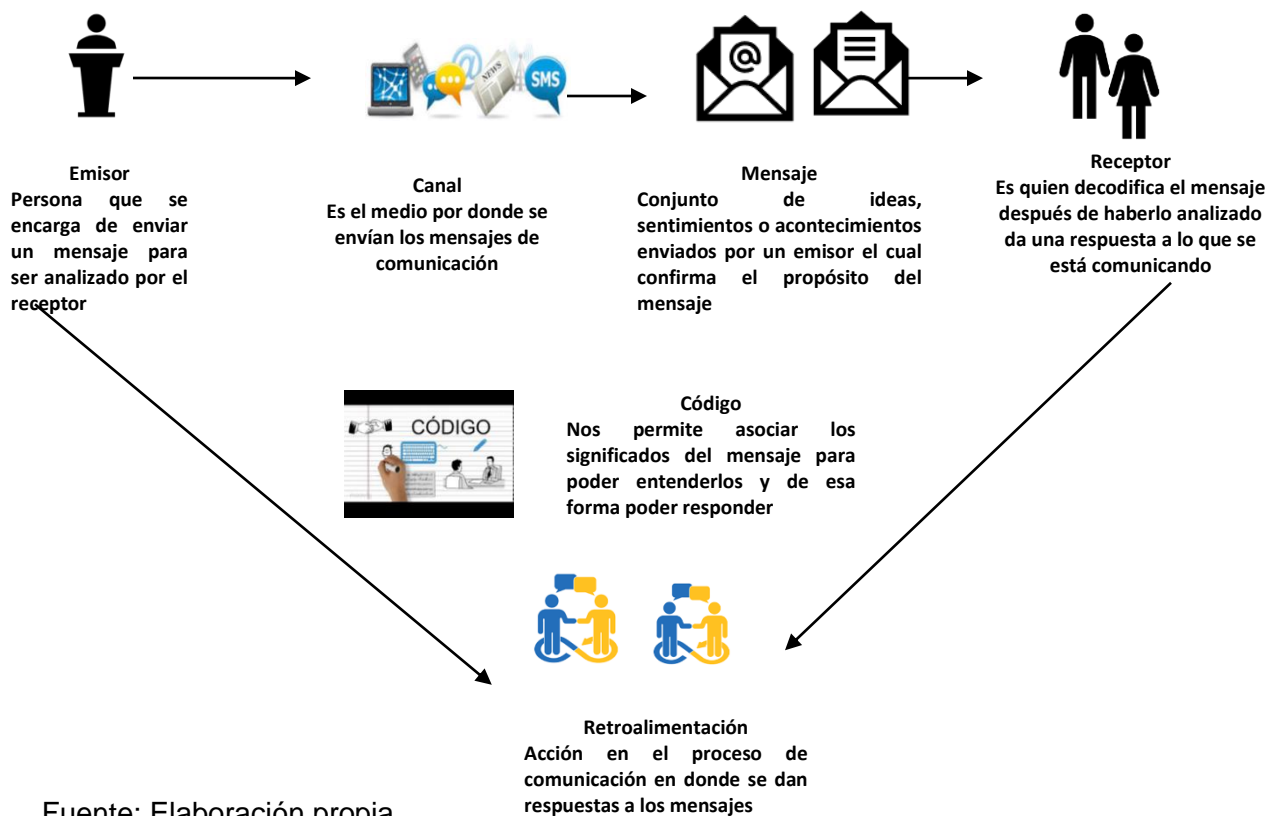 @
NEWS
SMS
@
Emisor
Persona que se
encarga de enviar
un mensaje para
ser analizado por el
receptor
Canal
Es el medio por donde se
envían los mensajes de
comunicación
Mensaje
Conjunto de ideas,
sentimientos o acontecimientos
enviados por un emisor el cual
confirma el propósito del
mensaje
Receptor
Es quien decodifica el mensaje
después de haberlo analizado
da una respuesta a lo que se
está comunicando
CÓDIGO
Código
Nos permite asociar los
significados del mensaje para
poder entenderlos y de esa
forma poder responder
Retroalimentación
Acción en el proceso de
comunicación en donde se dan
respuestas a los mensajes
Fuente: Elaboración propia